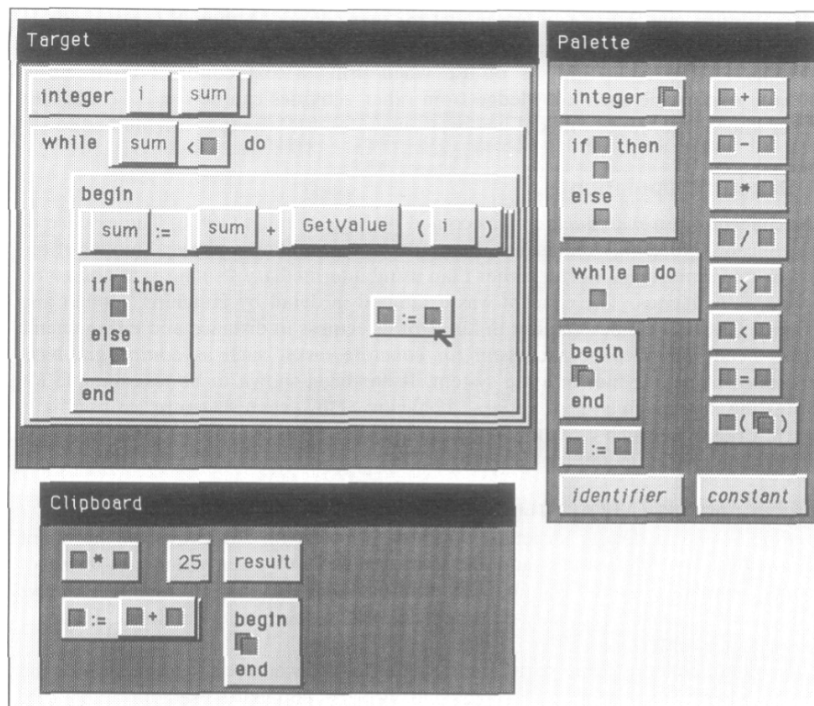 Target
integer i sum
while sum < do
begin
sum := sum + GetValue ( i )
if then
else
:=
end
Palette
integer
if then
else
while do
begin
end
:=
+
-
*
/
>
<
=
( )
identifier constant
Clipboard
* 25 result
:= +
begin
end